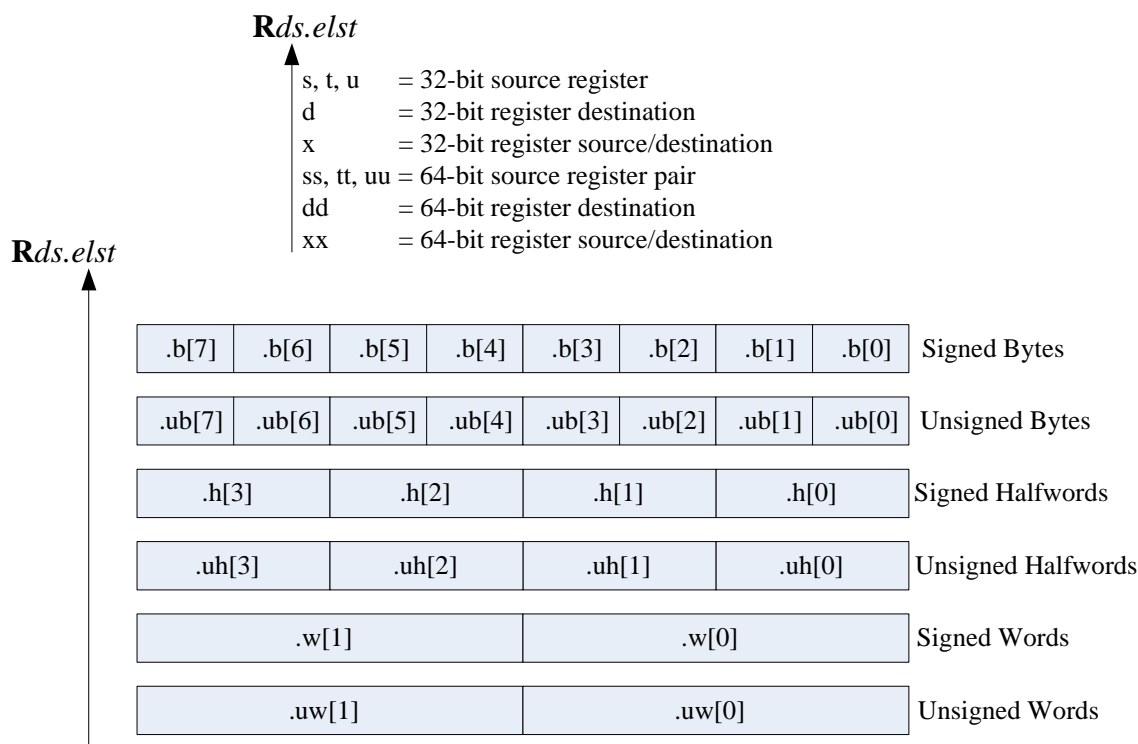 Rds.elst
s, t, u = 32-bit source register
d = 32-bit register destination
x = 32-bit register source/destination
ss, tt, uu = 64-bit source register pair
dd = 64-bit register destination
xx = 64-bit register source/destination
Rds.elst
.b[7] .b[6] .b[5] .b[4] .b[3] .b[2] .b[1] .b[0] Signed Bytes
.ub[7] .ub[6] .ub[5] .ub[4] .ub[3] .ub[2] .ub[1] .ub[0] Unsigned Bytes
.h[3] .h[2] .h[1] .h[0] Signed Halfwords
.uh[3] .uh[2] .uh[1] .uh[0] Unsigned Halfwords
.w[1] .w[0] Signed Words
.uw[1] .uw[0] Unsigned Words